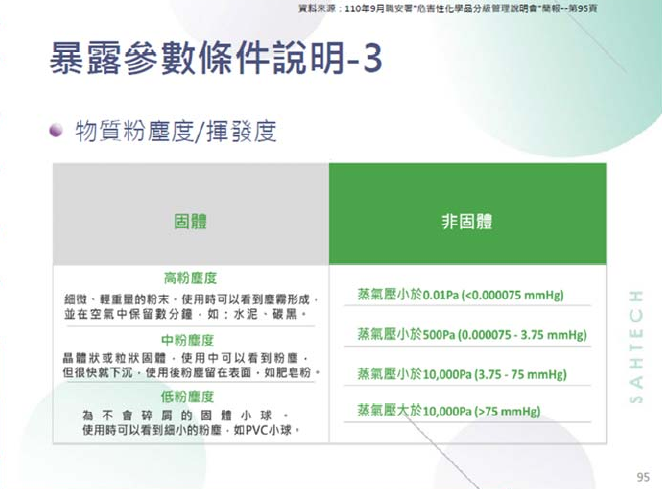 資料來源：110年9月職安署"危害性化學品分級管理說明會"簡報--第95頁
暴露參數條件說明-3
物質粉塵度/揮發度
固體
非固體
高粉塵度
細微、輕重量的粉末，使用時可以看到塵霧形成，
並在空氣中保留數分鐘，如：水泥、碳黑。
中粉塵度
晶體狀或粒狀固體，使用中可以看到粉塵，
但很快就下沉，使用後粉塵留在表面，如肥皂粉。
低粉塵度
為不會碎屑的固體小球，
使用時可以看到細小的粉塵，如PVC小球。
蒸氣壓小於0.01Pa (<0.000075 mmHg)
蒸氣壓小於500Pa (0.000075 - 3.75 mmHg)
蒸氣壓小於10,000Pa (3.75 - 75 mmHg)
蒸氣壓大於10,000Pa (>75 mmHg)
SAHTECH
95